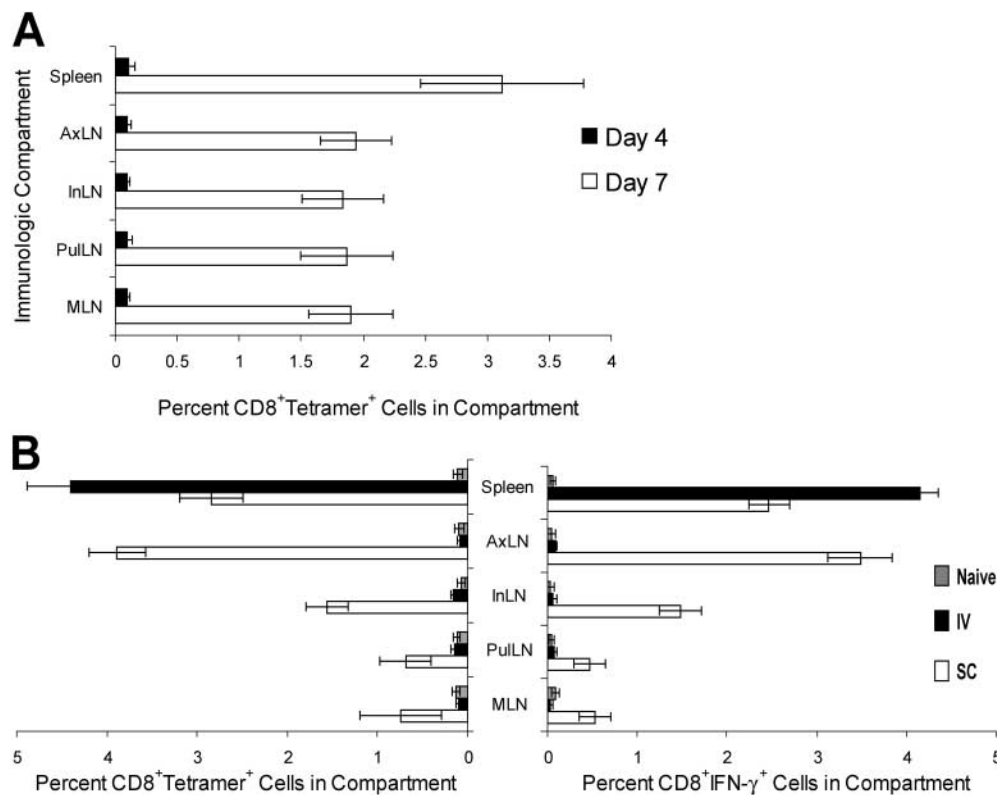 A
Immunologic Compartment
Spleen
AxLN
InLN
PulLN
MLN
Day 4
Day 7
0 0.5 1 1.5 2 2.5 3 3.5 4
Percent CD8⁺Tetramer⁺ Cells in Compartment
B
Spleen
AxLN
InLN
PulLN
MLN
Naive
IV
SC
5 4 3 2 1 0 0 1 2 3 4 5
Percent CD8⁺Tetramer⁺ Cells in Compartment Percent CD8⁺IFN-γ⁺ Cells in Compartment